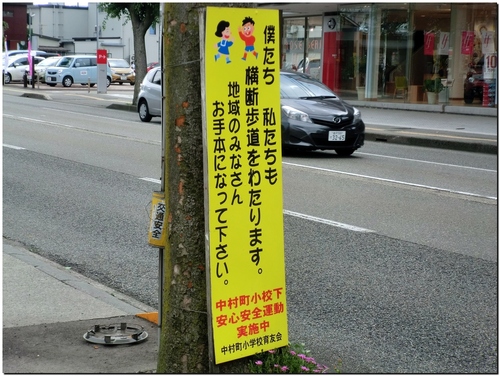 僕たち 私たちも
横断歩道をわたります。
地域のみなさん
お手本になって下さい。
中村町小校下
安心安全運動
実施中
中村町小学校育友会
交通安全